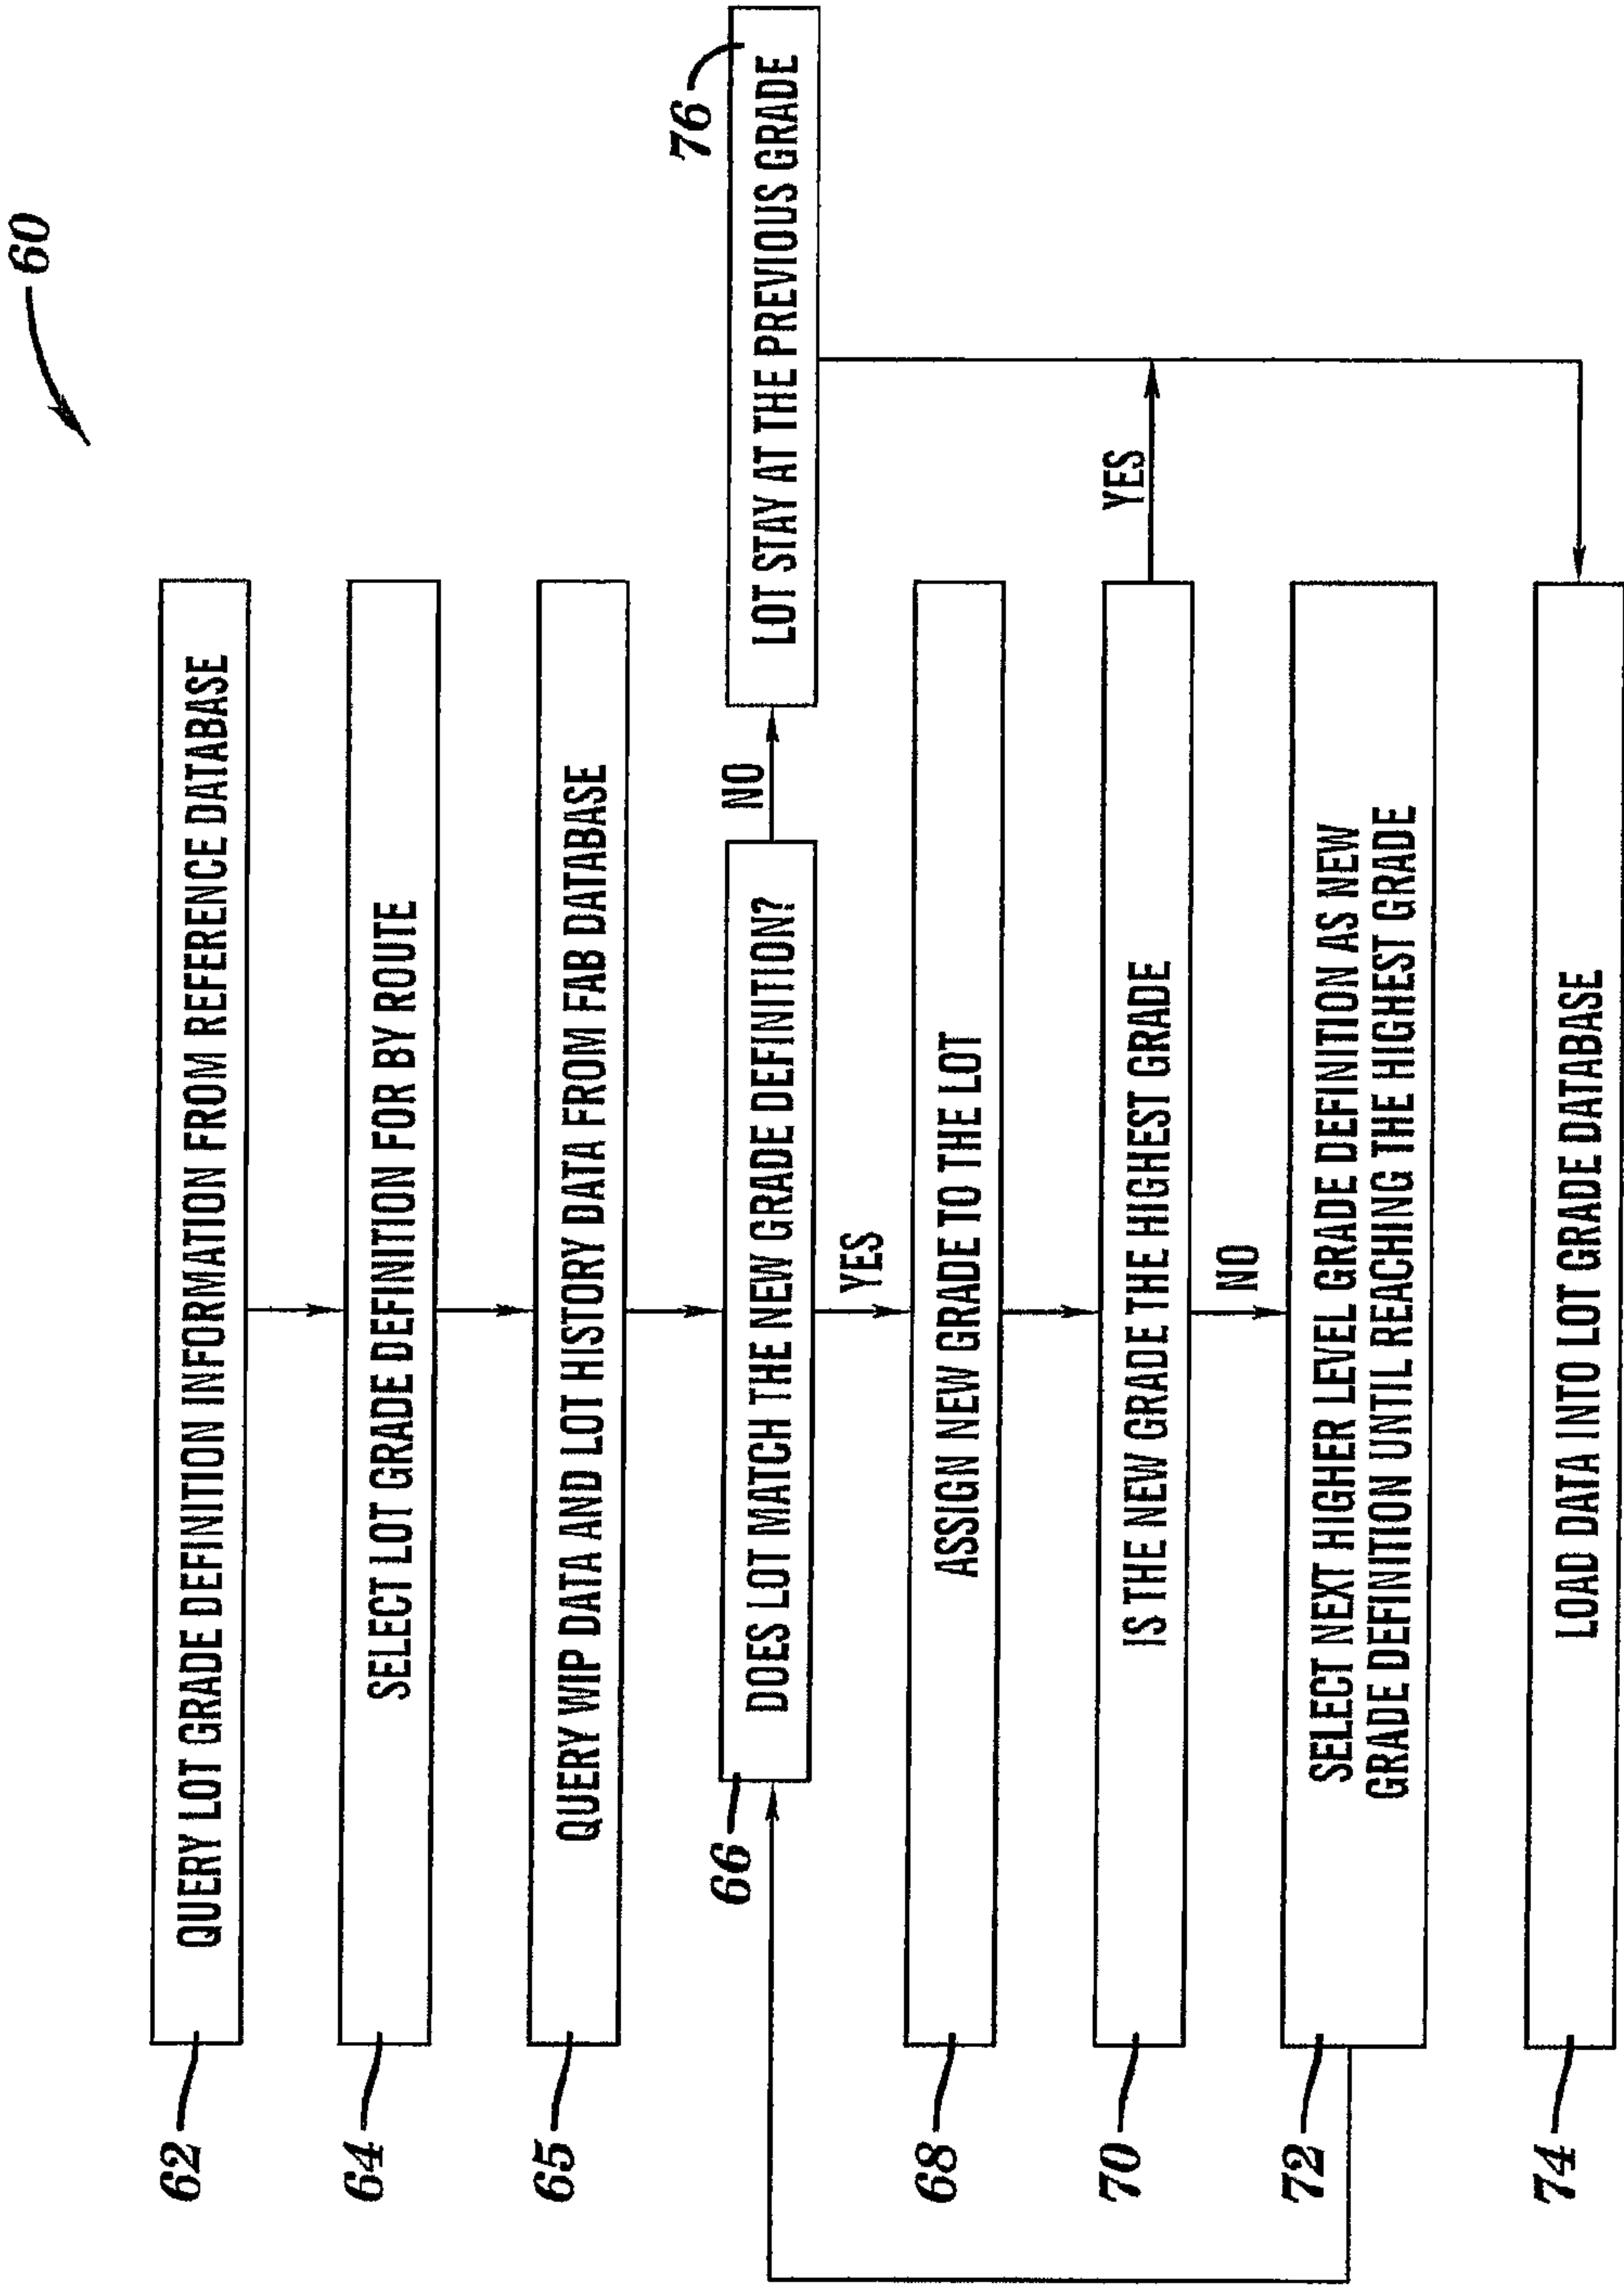 60
62
QUERY LOT GRADE DEFINITION INFORMATION FROM REFERENCE DATABASE
64
SELECT LOT GRADE DEFINITION FOR BY ROUTE
65
QUERY WIP DATA AND LOT HISTORY DATA FROM FAB DATABASE
66
DOES LOT MATCH THE NEW GRADE DEFINITION?
NO
76
LOT STAY AT THE PREVIOUS GRADE
YES
68
ASSIGN NEW GRADE TO THE LOT
70
IS THE NEW GRADE THE HIGHEST GRADE
YES
NO
72
SELECT NEXT HIGHER LEVEL GRADE DEFINITION AS NEW
GRADE DEFINITION UNTIL REACHING THE HIGHEST GRADE
74
LOAD DATA INTO LOT GRADE DATABASE